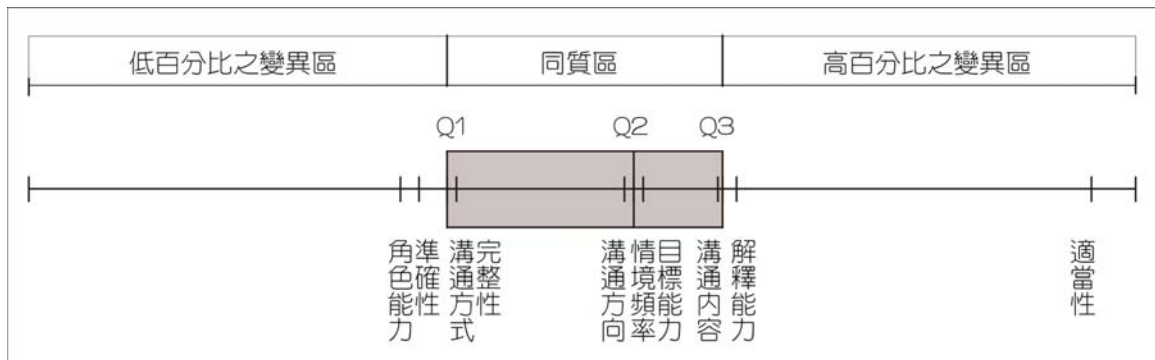 低百分比之變異區
同質區
高百分比之變異區
Q1
Q2
Q3
角色能力
準確性
溝通方式
完整性
溝通方向
情境頻率
目標能力
溝通內容
解釋能力
適當性